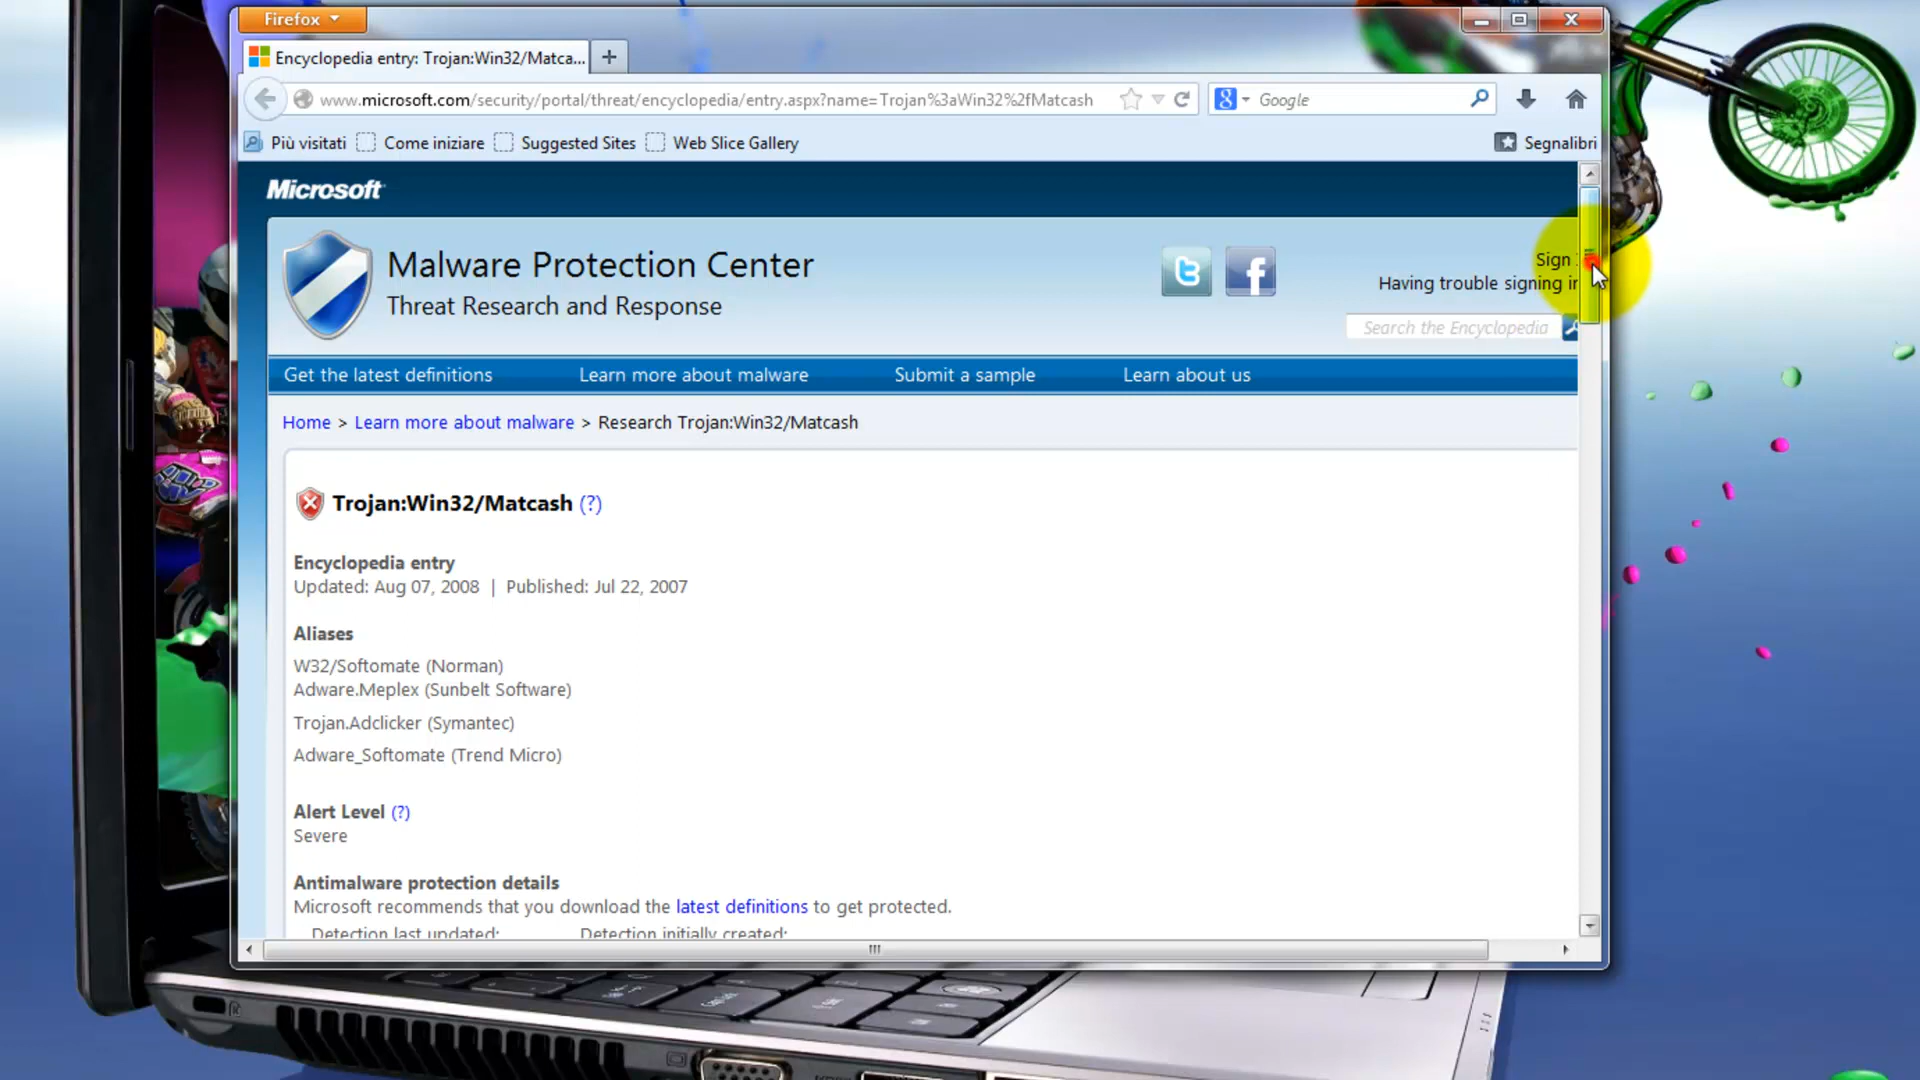 Firefox
Encyclopedia entry: Trojan:Win32/Matca...
www.microsoft.com/security/portal/threat/encyclopedia/entry.aspx?name=Trojan%3aWin32%2fMatcash
Google
Più visitati Come iniziare Suggested Sites Web Slice Gallery Segnalibri
Microsoft
Malware Protection Center
Threat Research and Response
Sign
Having trouble signing in
Search the Encyclopedia
Get the latest definitions Learn more about malware Submit a sample Learn about us
Home > Learn more about malware > Research Trojan:Win32/Matcash
Trojan:Win32/Matcash (?)
Encyclopedia entry
Updated: Aug 07, 2008 | Published: Jul 22, 2007
Aliases
W32/Softomate (Norman)
Adware.Meplex (Sunbelt Software)
Trojan.Adclicker (Symantec)
Adware_Softomate (Trend Micro)
Alert Level (?)
Severe
Antimalware protection details
Microsoft recommends that you download the latest definitions to get protected.
Detection last updated: Detection initially created: